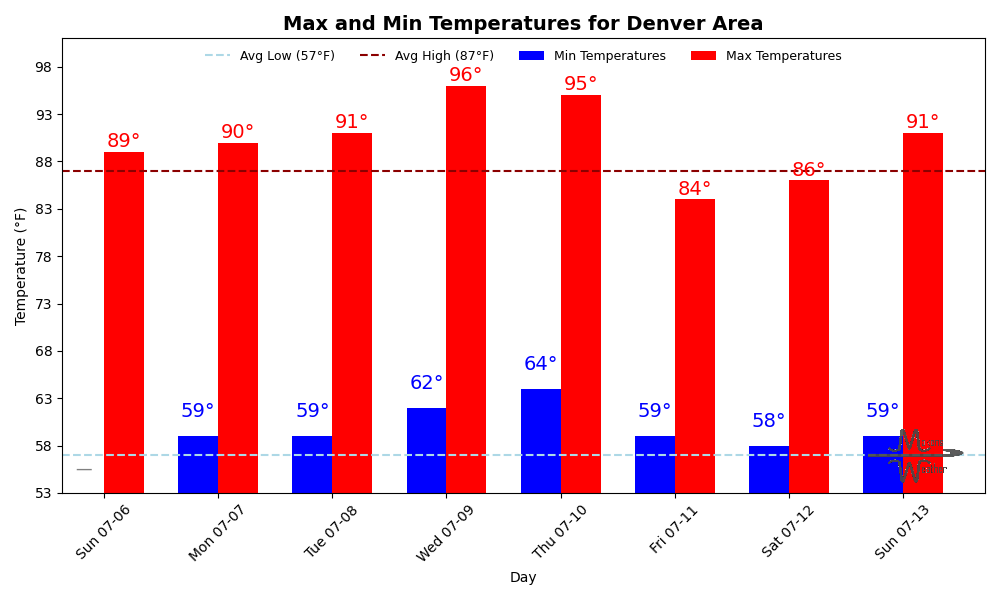 Max and Min Temperatures for Denver Area
Avg Low (57°F) Avg High (87°F) Min Temperatures Max Temperatures
98
93
88
83
78
73
68
63
58
53
Temperature (°F)
89° 90° 91° 96° 95° 84° 86° 91°
— 59° 59° 62° 64° 59° 58° 59°
Sun 07-06 Mon 07-07 Tue 07-08 Wed 07-09 Thu 07-10 Fri 07-11 Sat 07-12 Sun 07-13
Day